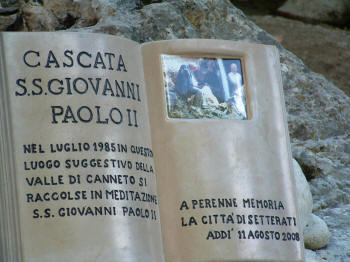 CASCATA
S.S.GIOVANNI
PAOLO II
NEL LUGLIO 1985 IN QUESTO
LUOGO SUGGESTIVO DELLA
VALLE DI CANNETO SI
RACCOLSE IN MEDITAZIONE
S.S. GIOVANNI PAOLO II
A PERENNE MEMORIA
LA CITTA' DI SETTEFRATI
ADDI' 11 AGOSTO 2008